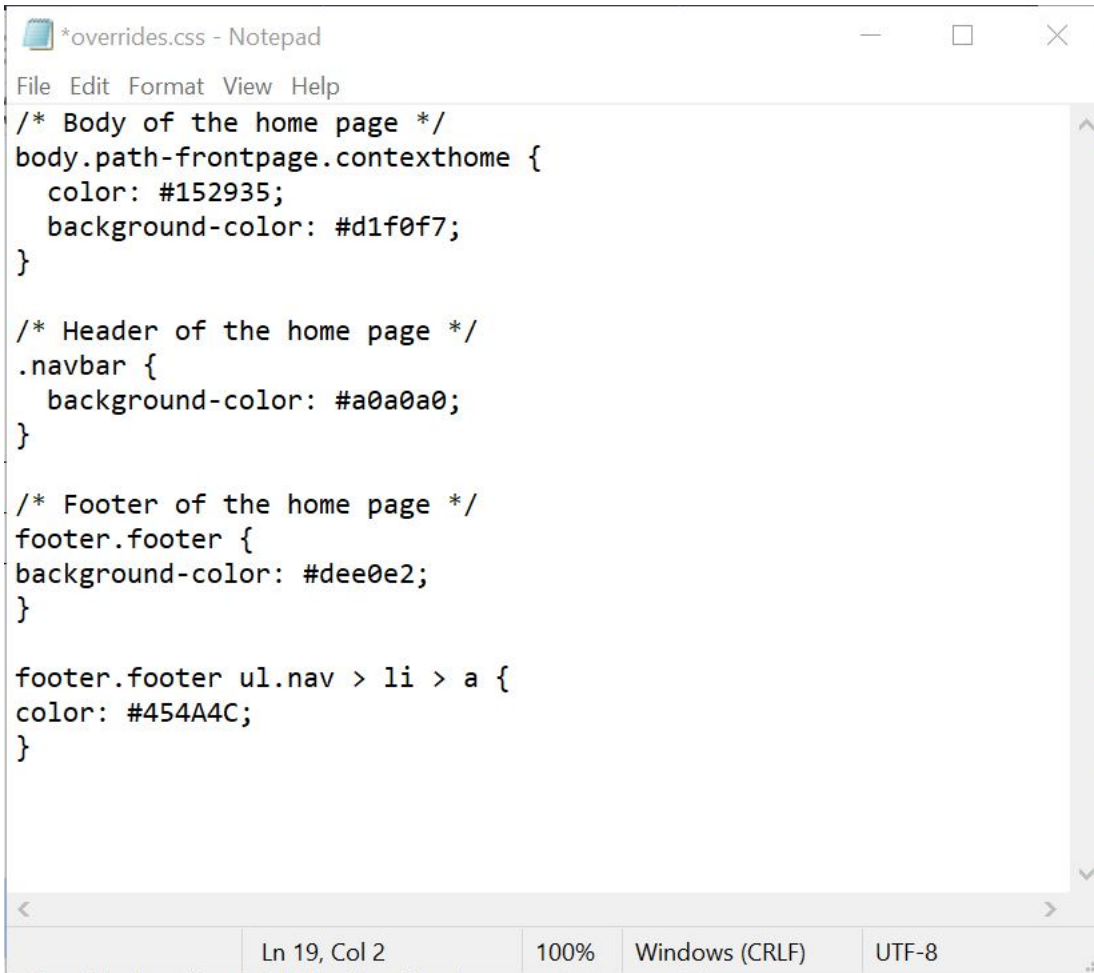 *overrides.css - Notepad
File Edit Format View Help
/* Body of the home page */
body.path-frontpage.contexthome {
  color: #152935;
  background-color: #d1f0f7;
}

/* Header of the home page */
.navbar {
  background-color: #a0a0a0;
}

/* Footer of the home page */
footer.footer {
background-color: #dee0e2;
}

footer.footer ul.nav > li > a {
color: #454A4C;
}
Ln 19, Col 2 100% Windows (CRLF) UTF-8